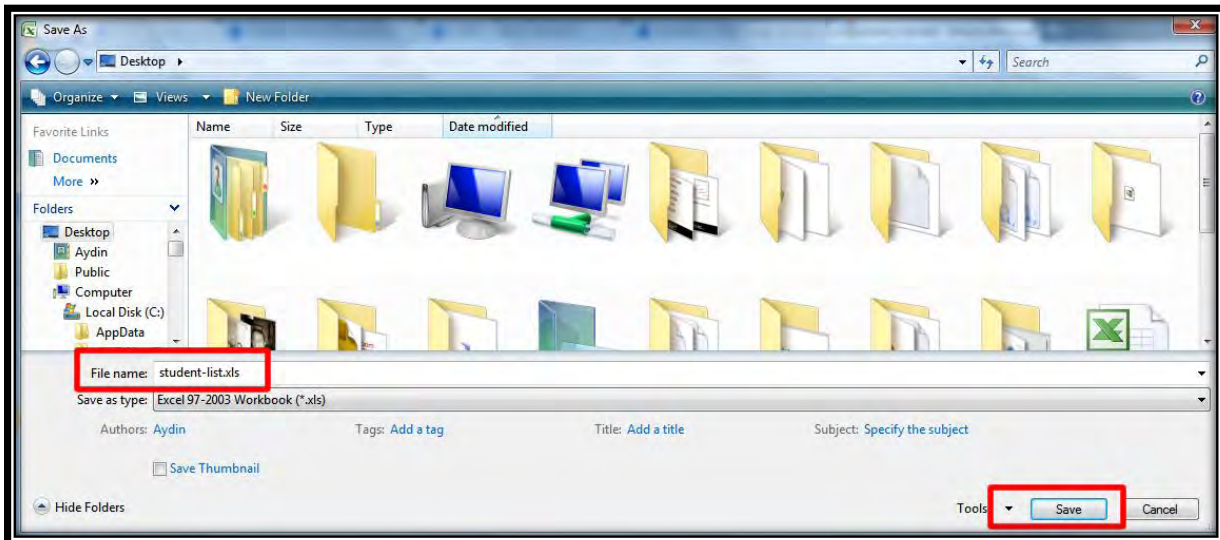 Save As
Desktop
Search
Organize Views New Folder
Favorite Links
Documents
More »
Folders
Desktop
Aydin
Public
Computer
Local Disk (C:)
AppData
Name Size Type Date modified
File name: student-list.xls
Save as type: Excel 97-2003 Workbook (*.xls)
Authors: Aydin Tags: Add a tag Title: Add a title Subject: Specify the subject
Save Thumbnail
Hide Folders Tools Save Cancel